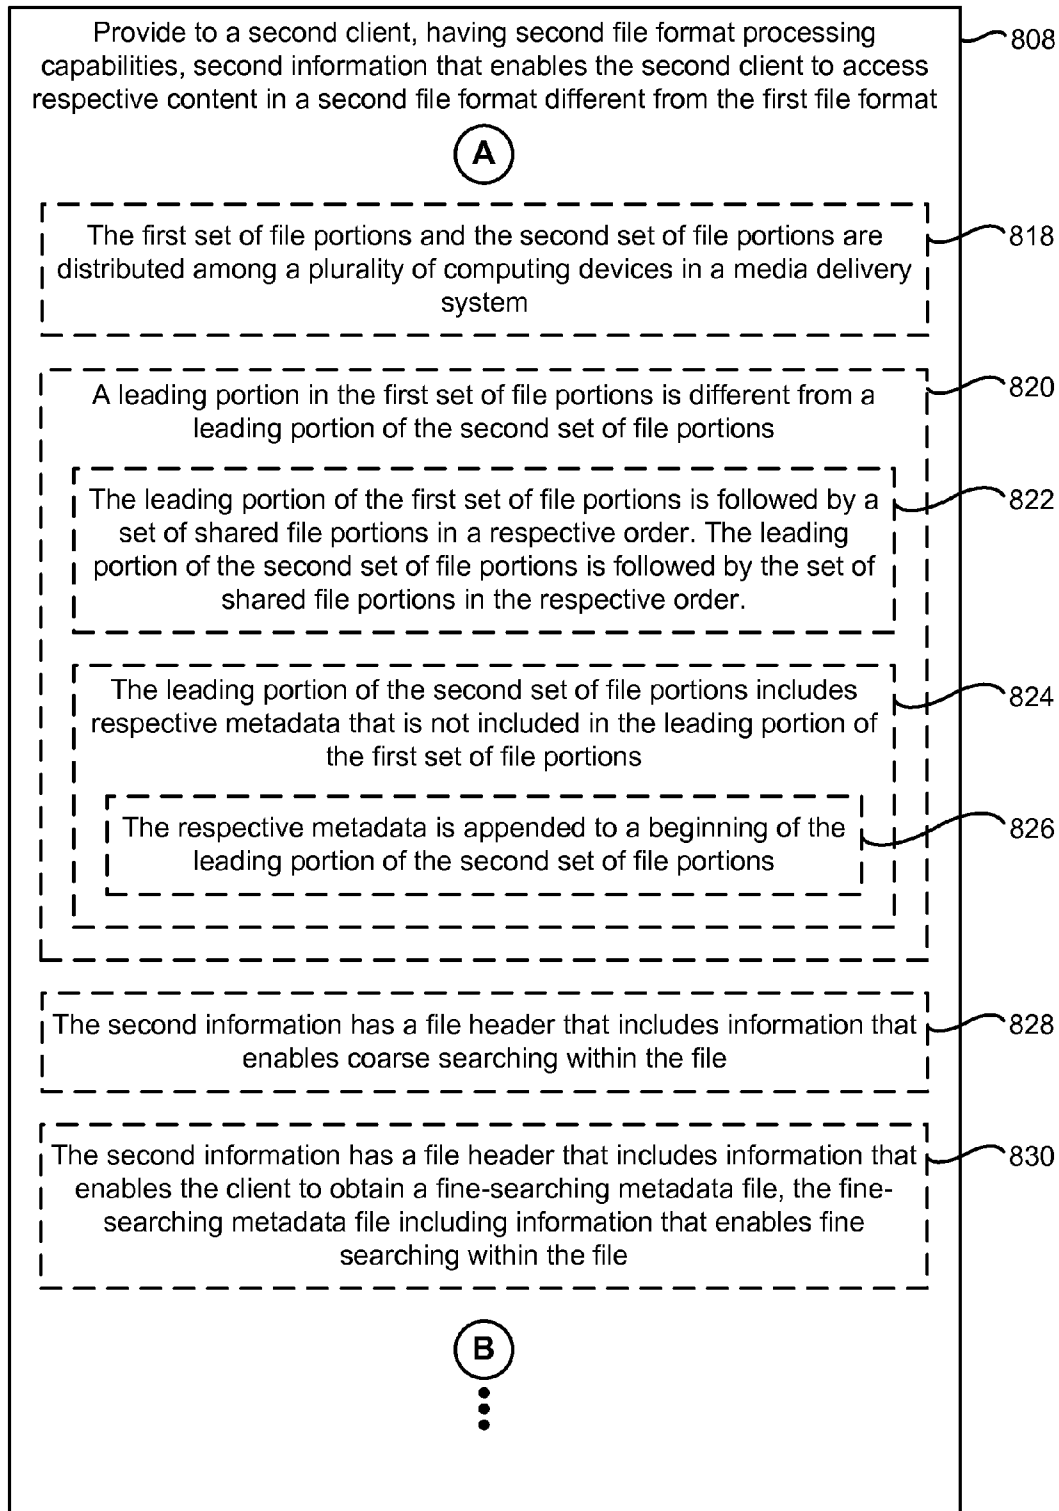 Provide to a second client, having second file format processing
capabilities, second information that enables the second client to access
respective content in a second file format different from the first file format
808
A
The first set of file portions and the second set of file portions are
distributed among a plurality of computing devices in a media delivery
system
818
A leading portion in the first set of file portions is different from a
leading portion of the second set of file portions
820
The leading portion of the first set of file portions is followed by a
set of shared file portions in a respective order. The leading
portion of the second set of file portions is followed by the set of
shared file portions in the respective order.
822
The leading portion of the second set of file portions includes
respective metadata that is not included in the leading portion of
the first set of file portions
824
The respective metadata is appended to a beginning of the
leading portion of the second set of file portions
826
The second information has a file header that includes information that
enables coarse searching within the file
828
The second information has a file header that includes information that
enables the client to obtain a fine-searching metadata file, the fine-
searching metadata file including information that enables fine
searching within the file
830
B